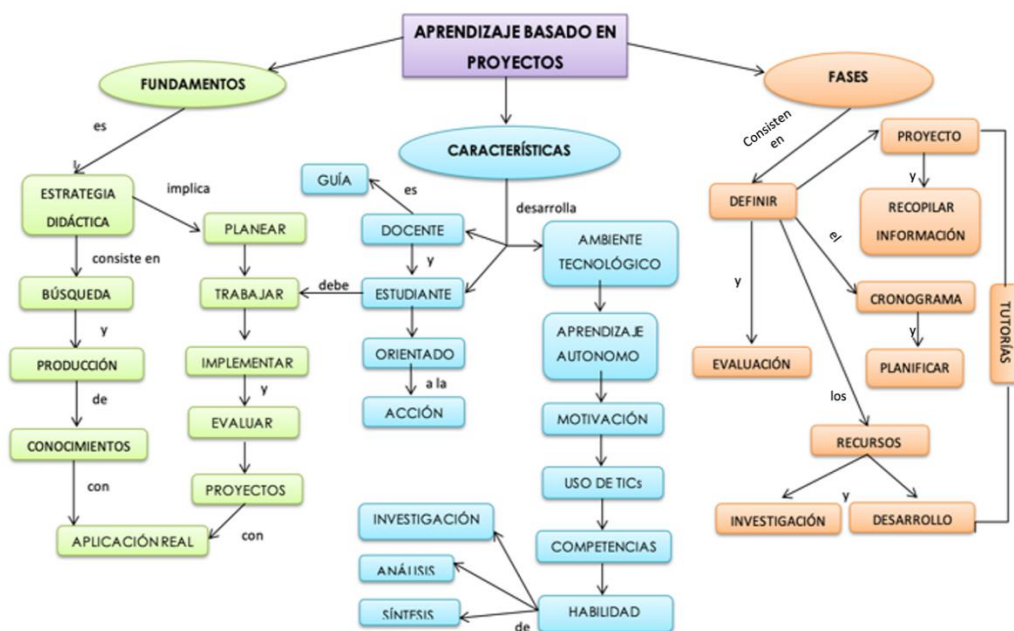 APRENDIZAJE BASADO EN
PROYECTOS
FUNDAMENTOS
es
ESTRATEGIA
DIDÁCTICA
implica
consiste en
BÚSQUEDA
y
PRODUCCIÓN
de
CONOCIMIENTOS
con
APLICACIÓN REAL
PLANEAR
TRABAJAR
IMPLEMENTAR
y
EVALUAR
PROYECTOS
con
CARACTERÍSTICAS
desarrolla
GUÍA
es
DOCENTE
y
ESTUDIANTE
debe
ORIENTADO
a la
ACCIÓN
AMBIENTE
TECNOLÓGICO
APRENDIZAJE
AUTONOMO
MOTIVACIÓN
USO DE TICs
COMPETENCIAS
HABILIDAD
de
INVESTIGACIÓN
ANÁLISIS
SÍNTESIS
FASES
Consisten
en
DEFINIR
PROYECTO
y
RECOPILAR
INFORMACIÓN
el
CRONOGRAMA
y
PLANIFICAR
y
EVALUACIÓN
los
RECURSOS
y
INVESTIGACIÓN
DESARROLLO
TUTORÍAS